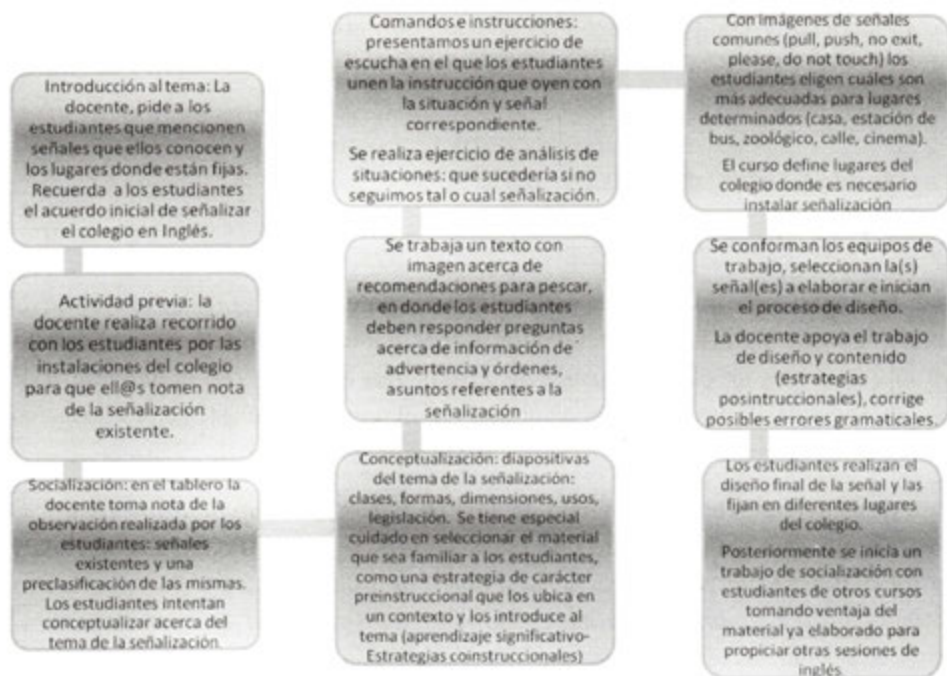 Introducción al tema: La
docente, pide a los
estudiantes que mencionen
señales que ellos conocen y
los lugares donde están fijas.
Recuerda a los estudiantes
el acuerdo inicial de señalizar
el colegio en Inglés.
Actividad previa: la
docente realiza recorrido
con los estudiantes por las
instalaciones del colegio
para que ell@s tomen nota
de la señalización
existente.
Socialización: en el tablero la
docente toma nota de la
observación realizada por los
estudiantes: señales
existentes y una
preclasificación de las mismas.
Los estudiantes intentan
conceptualizar acerca del
tema de la señalización
Conceptualización: diapositivas
del tema de la señalización:
clases, formas, dimensiones, usos,
legislación. Se tiene especial
cuidado en seleccionar el material
que sea familiar a los estudiantes,
como una estrategia de carácter
preinstruccional que los ubica en
un contexto y los introduce al
tema (aprendizaje significativo-
Estrategias coinstruccionales)
Se trabaja un texto con
imagen acerca de
recomendaciones para pescar,
en donde los estudiantes
deben responder preguntas
acerca de información de
advertencia y órdenes,
asuntos referentes a la
señalización
Comandos e instrucciones:
presentamos un ejercicio de
escucha en el que los estudiantes
unen la instrucción que oyen con
la situación y señal
correspondiente.
Se realiza ejercicio de análisis de
situaciones: que sucedería si no
seguimos tal o cual señalización.
Con imágenes de señales
comunes (pull, push, no exit,
please, do not touch) los
estudiantes eligen cuales son
más adecuadas para lugares
determinados (casa, estación de
bus, zoológico, calle, cinema).
El curso define lugares del
colegio donde es necesario
instalar señalización
Se conforman los equipos de
trabajo, seleccionan la(s)
señal(es) a elaborar e inician
el proceso de diseño.
La docente apoya el trabajo
de diseño y contenido
(estrategias
posintruccionales), corrige
posibles errores gramaticales.
Los estudiantes realizan el
diseño final de la señal y las
fijan en diferentes lugares
del colegio.
Posteriormente se inicia un
trabajo de socialización con
estudiantes de otros cursos
tomando ventaja del
material ya elaborado para
propiciar otras sesiones de
inglés.